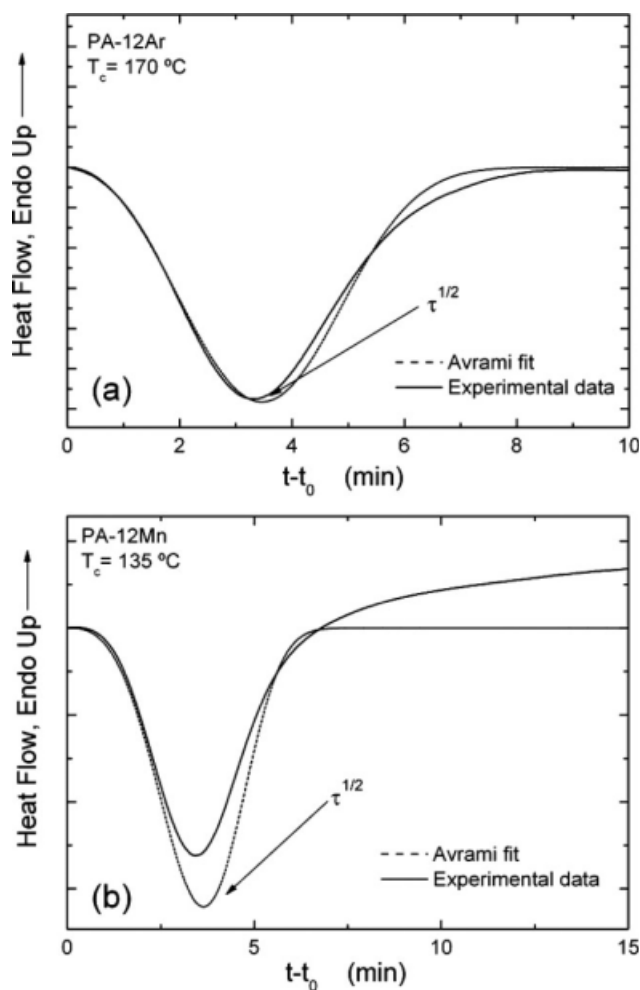 PA-12Ar
T_c= 170 ºC
Heat Flow, Endo Up
τ^1/2
Avrami fit
Experimental data
(a)
0 2 4 6 8 10
t-t_0 (min)
PA-12Mn
T_c= 135 ºC
Heat Flow, Endo Up
τ^1/2
Avrami fit
Experimental data
(b)
0 5 10 15
t-t_0 (min)